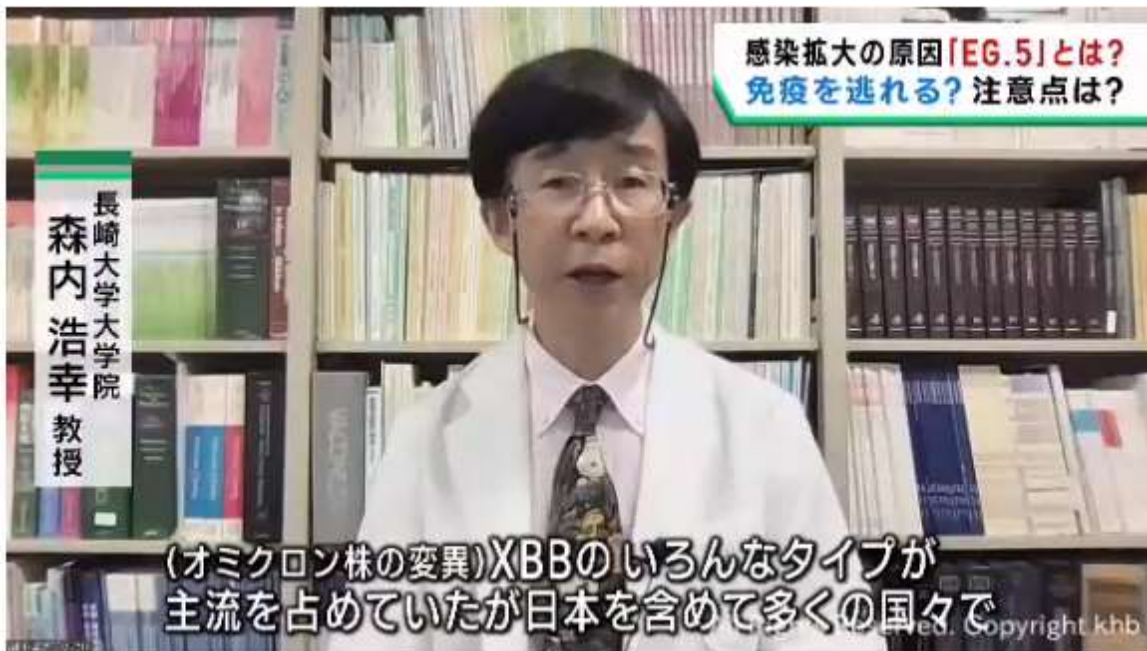 感染拡大の原因「EG.5」とは?
免疫を逃れる? 注意点は?
長崎大学大学院
森内 浩幸 教授
(オミクロン株の変異)XBBのいろんなタイプが
主流を占めていたが日本を含めて多くの国々で
Copyright khb